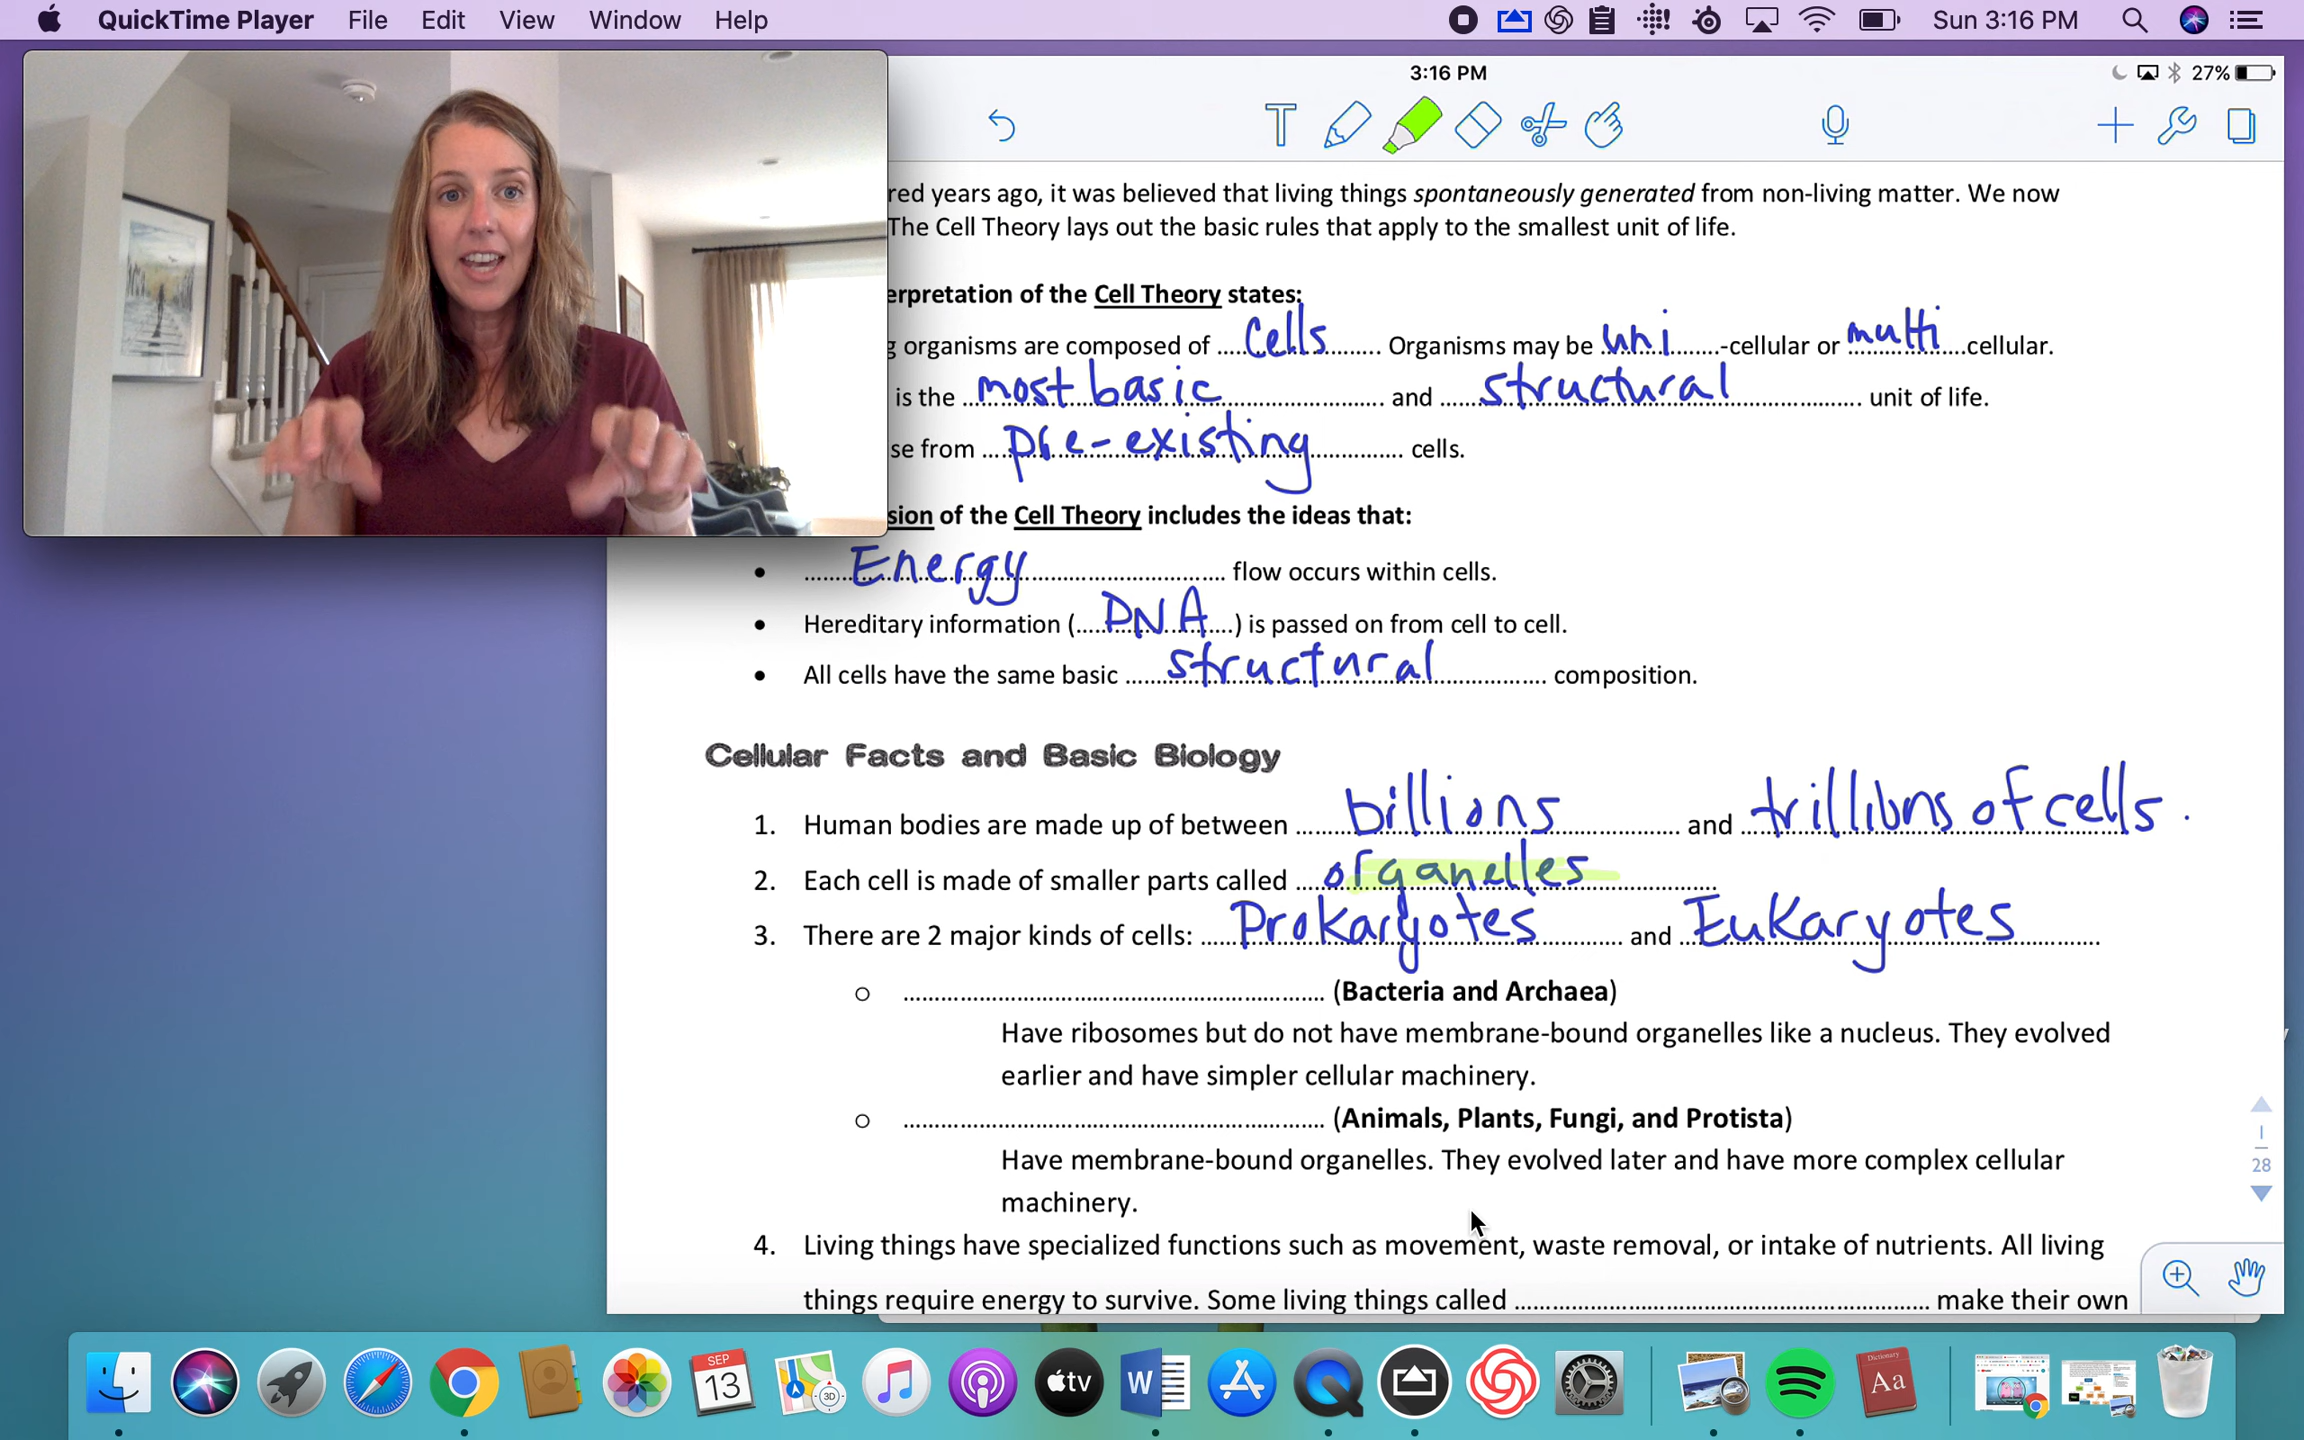 QuickTime Player File Edit View Window Help Sun 3:16 PM
3:16 PM 27%
red years ago, it was believed that living things spontaneously generated from non-living matter. We now
The Cell Theory lays out the basic rules that apply to the smallest unit of life.
erpretation of the Cell Theory states:
g organisms are composed of cells. Organisms may be uni-cellular or multi cellular.
is the most basic and structural unit of life.
se from pre-existing cells.
sion of the Cell Theory includes the ideas that:
• Energy flow occurs within cells.
• Hereditary information (DNA) is passed on from cell to cell.
• All cells have the same basic structural composition.
Cellular Facts and Basic Biology
1. Human bodies are made up of between billions and trillions of cells.
2. Each cell is made of smaller parts called organelles
3. There are 2 major kinds of cells: Prokaryotes and Eukaryotes
o ........ (Bacteria and Archaea)
Have ribosomes but do not have membrane-bound organelles like a nucleus. They evolved
earlier and have simpler cellular machinery.
o ........ (Animals, Plants, Fungi, and Protista)
Have membrane-bound organelles. They evolved later and have more complex cellular
machinery.
1
28
4. Living things have specialized functions such as movement, waste removal, or intake of nutrients. All living
things require energy to survive. Some living things called ........ make their own
SEP
13
3D
tv
W
Dictionary
Aa